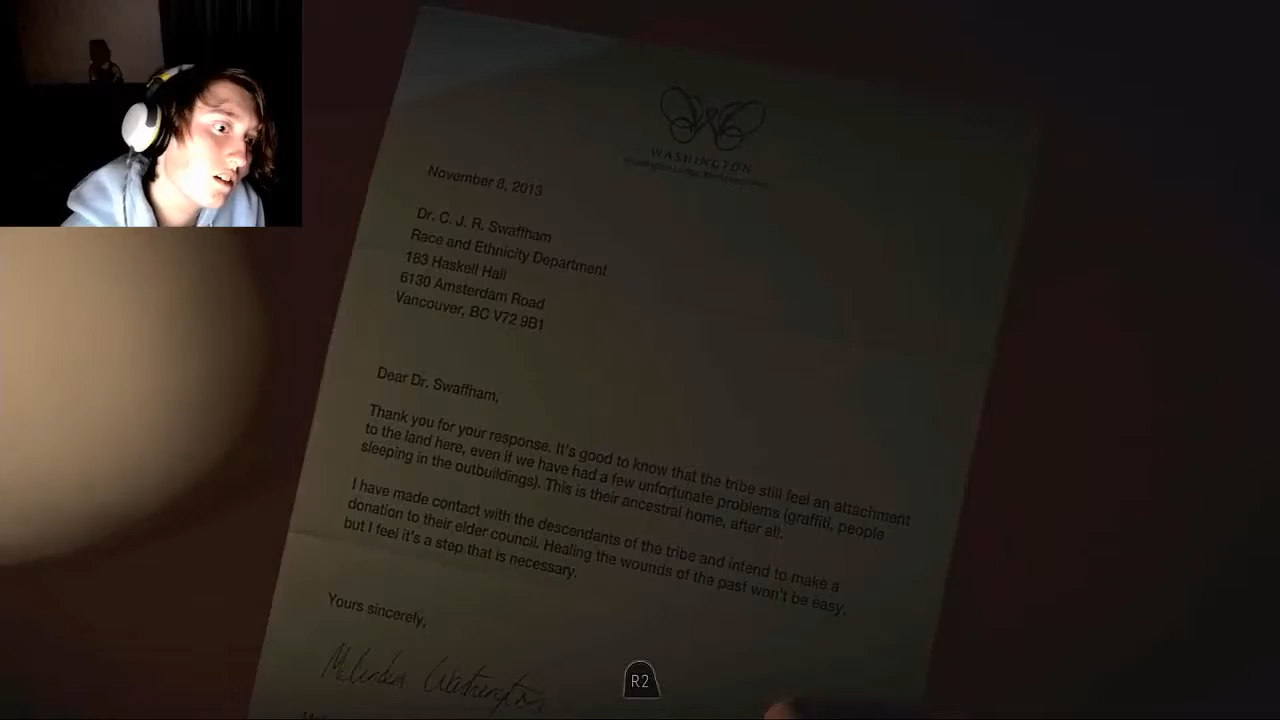 WASHINGTON
November 8, 2013
Dr. C. J. R. Swaffham
Race and Ethnicity Department
183 Haskell Hall
6130 Amsterdam Road
Vancouver, BC V72 9B1
Dear Dr. Swaffham,
Thank you for your response. It's good to know that the tribe still feel an attachment
to the land here, even if we have had a few unfortunate problems (graffiti, people
sleeping in the outbuildings). This is their ancestral home, after all.
I have made contact with the descendants of the tribe and intend to make a
donation to their elder council. Healing the wounds of the past won't be easy,
but I feel it's a step that is necessary.
Yours sincerely,
Melinda Washington
R2